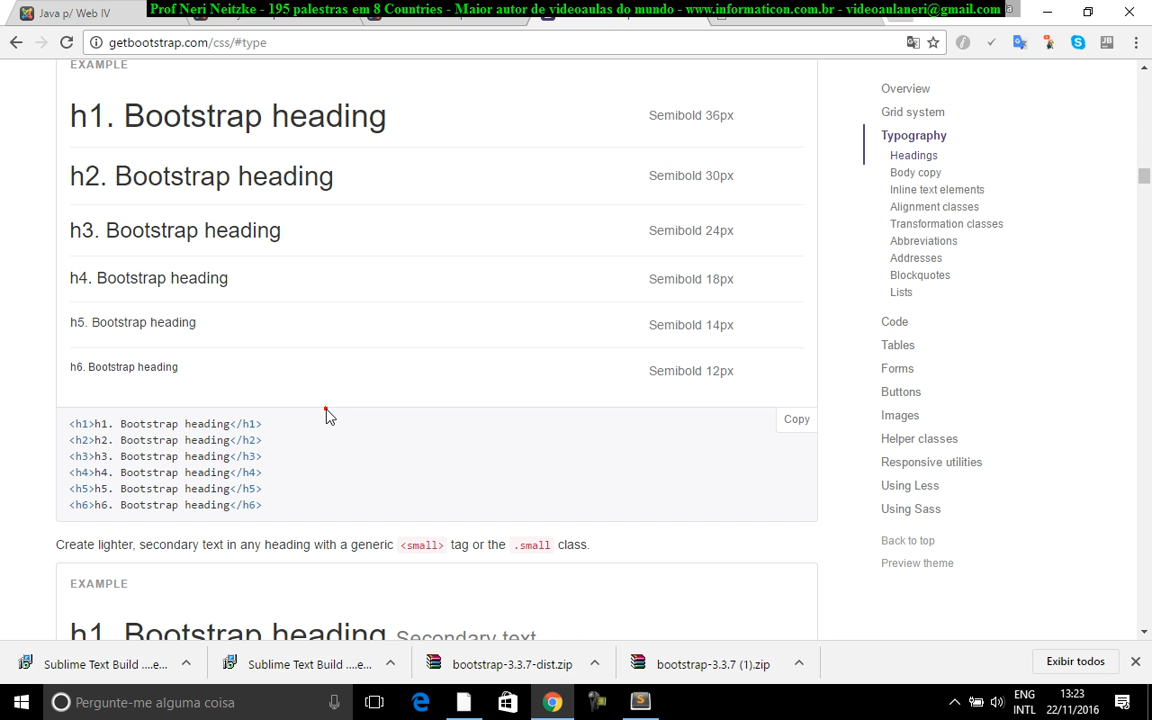 Java p/ Web IV
Prof Neri Neitzke - 195 palestras em 8 Countries - Maior autor de videoaulas do mundo - www.informaticon.com.br - videoaulaneri@gmail.com
getbootstrap.com/css/#type
EXAMPLE
h1. Bootstrap heading Semibold 36px
h2. Bootstrap heading Semibold 30px
h3. Bootstrap heading Semibold 24px
h4. Bootstrap heading Semibold 18px
h5. Bootstrap heading Semibold 14px
h6. Bootstrap heading Semibold 12px
Copy
<h1>h1. Bootstrap heading</h1>
<h2>h2. Bootstrap heading</h2>
<h3>h3. Bootstrap heading</h3>
<h4>h4. Bootstrap heading</h4>
<h5>h5. Bootstrap heading</h5>
<h6>h6. Bootstrap heading</h6>
Create lighter, secondary text in any heading with a generic <small> tag or the .small class.
EXAMPLE
h1. Bootstrap heading Secondary text
Overview
Grid system
Typography
Headings
Body copy
Inline text elements
Alignment classes
Transformation classes
Abbreviations
Addresses
Blockquotes
Lists
Code
Tables
Forms
Buttons
Images
Helper classes
Responsive utilities
Using Less
Using Sass
Back to top
Preview theme
Sublime Text Build ....e...
Sublime Text Build ....e...
bootstrap-3.3.7-dist.zip
bootstrap-3.3.7 (1).zip
Exibir todos
Pergunte-me alguma coisa
ENG
INTL
13:23
22/11/2016